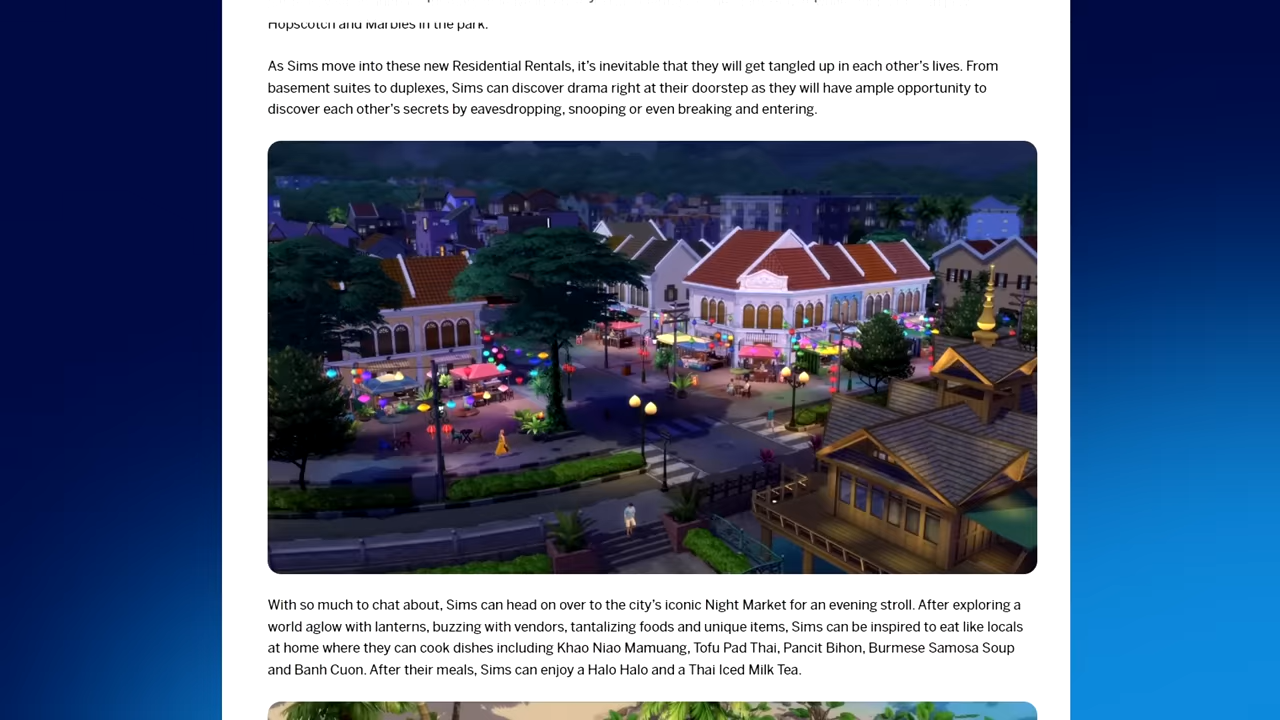 Hopscotch and Marbles in the park.
As Sims move into these new Residential Rentals, it's inevitable that they will get tangled up in each other's lives. From
basement suites to duplexes, Sims can discover drama right at their doorstep as they will have ample opportunity to
discover each other's secrets by eavesdropping, snooping or even breaking and entering.
With so much to chat about, Sims can head on over to the city's iconic Night Market for an evening stroll. After exploring a
world aglow with lanterns, buzzing with vendors, tantalizing foods and unique items, Sims can be inspired to eat like locals
at home where they can cook dishes including Khao Niao Mamuang, Tofu Pad Thai, Pancit Bihon, Burmese Samosa Soup
and Banh Cuon. After their meals, Sims can enjoy a Halo Halo and a Thai Iced Milk Tea.